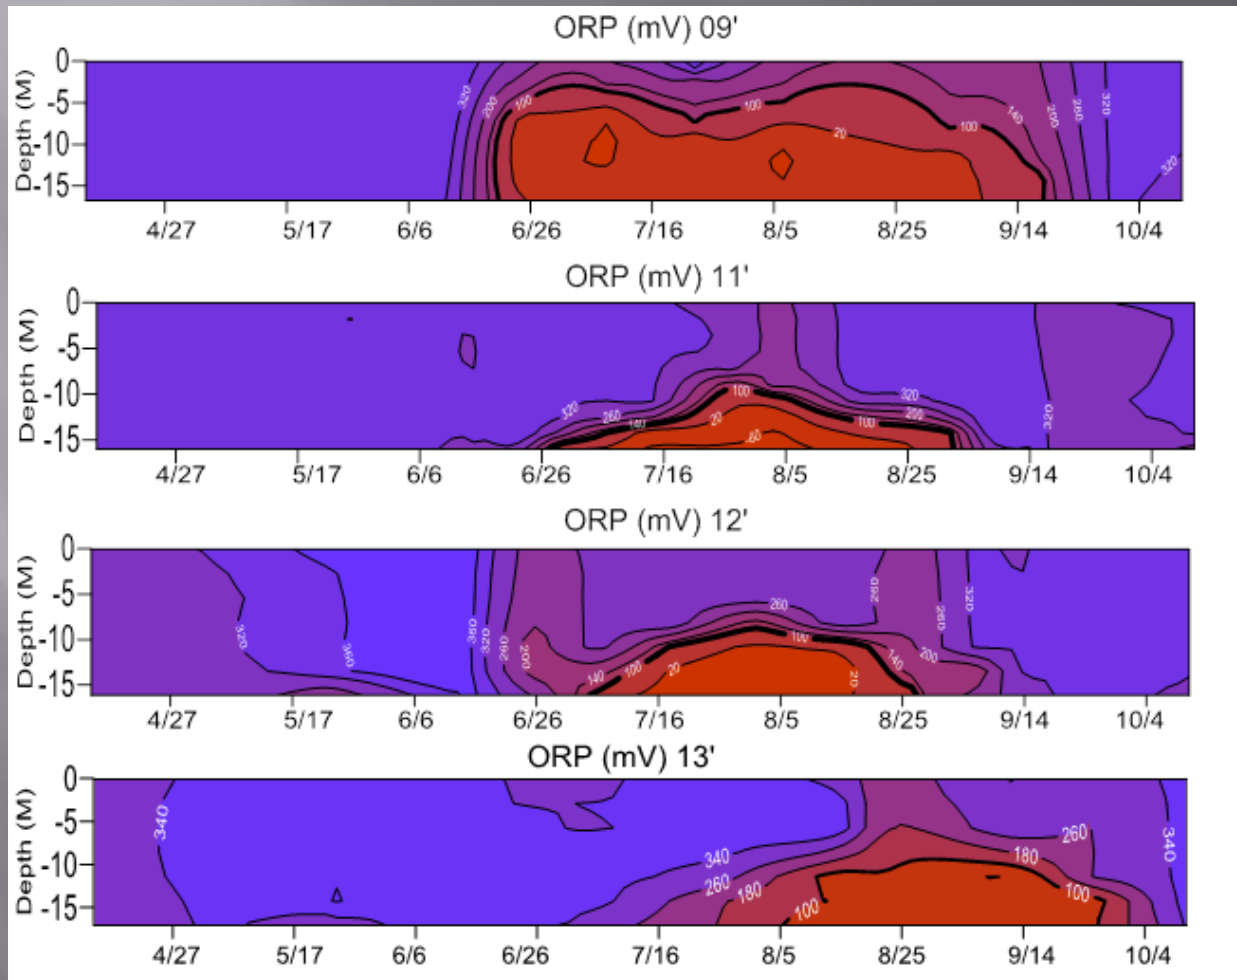 ORP (mV) 09'
Depth (M)
0 -5 -10 -15
320 200 100 100 20 100 140 200 260 320 320
4/27 5/17 6/6 6/26 7/16 8/5 8/25 9/14 10/4
ORP (mV) 11'
Depth (M)
0 -5 -10 -15
320 260 140 100 20 -60 100 320 200 320
4/27 5/17 6/6 6/26 7/16 8/5 8/25 9/14 10/4
ORP (mV) 12'
Depth (M)
0 -5 -10 -15
320 360 360 320 260 200 140 100 20 260 100 20 140 260 200 260 320
4/27 5/17 6/6 6/26 7/16 8/5 8/25 9/14 10/4
ORP (mV) 13'
Depth (M)
0 -5 -10 -15
340 340 260 180 100 260 180 100 340
4/27 5/17 6/6 6/26 7/16 8/5 8/25 9/14 10/4